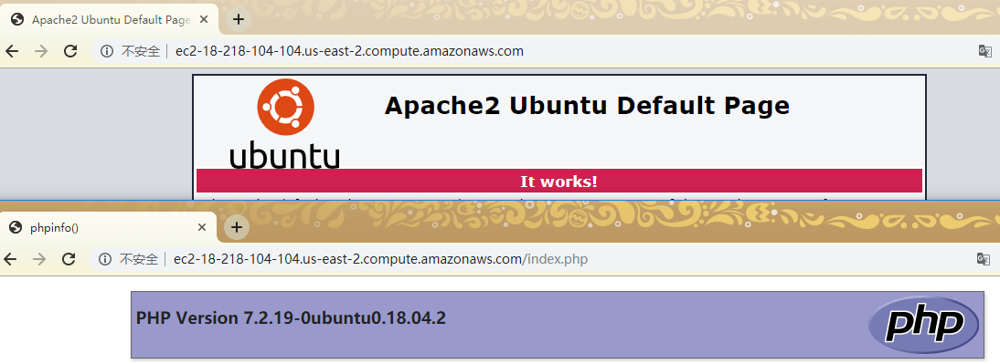 Apache2 Ubuntu Default Page
不安全 ec2-18-218-104-104.us-east-2.compute.amazonaws.com
Apache2 Ubuntu Default Page
ubuntu
It works!
phpinfo()
不安全 ec2-18-218-104-104.us-east-2.compute.amazonaws.com/index.php
PHP Version 7.2.19-0ubuntu0.18.04.2
php